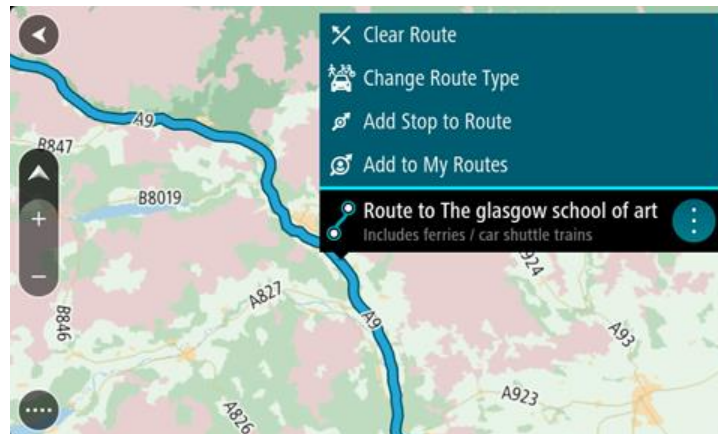 Clear Route
Change Route Type
Add Stop to Route
Add to My Routes
Route to The glasgow school of art
Includes ferries / car shuttle trains
A9
B847
B8019
A827
A9
B846
A826
A924
A93
A923